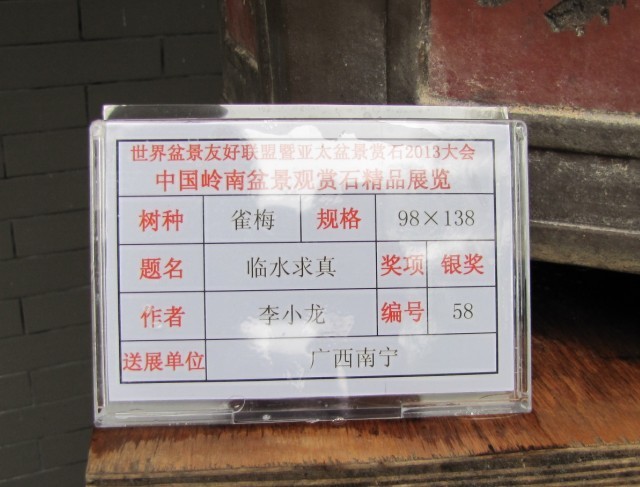 世界盆景友好联盟暨亚太盆景赏石2013大会
中国岭南盆景观赏石精品展览
树种 雀梅 规格 98×138
题名 临水求真 奖项 银奖
作者 李小龙 编号 58
送展单位 广西南宁